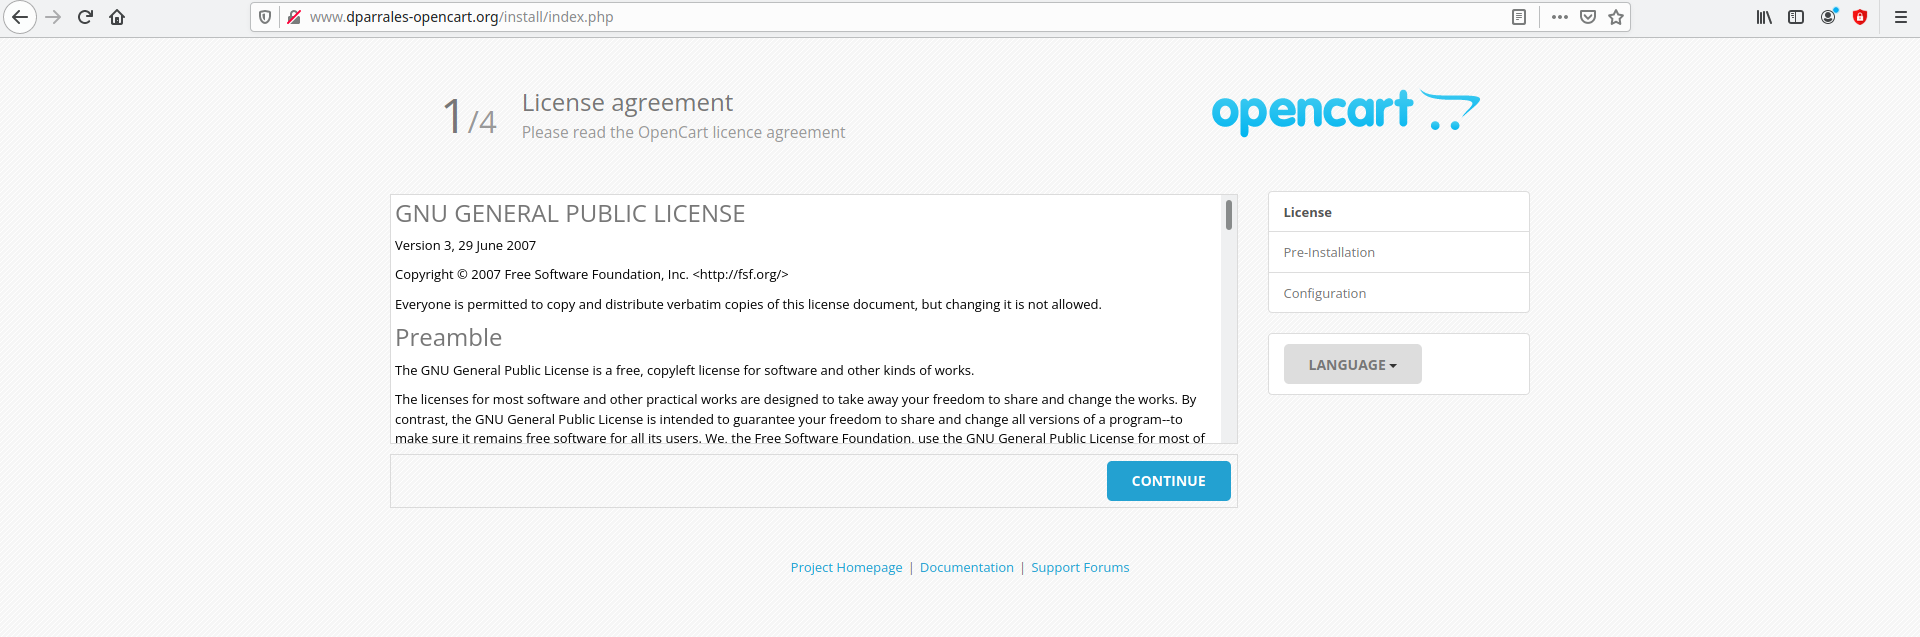 www.dparrales-opencart.org/install/index.php
1/4
License agreement
Please read the OpenCart licence agreement
opencart
GNU GENERAL PUBLIC LICENSE
Version 3, 29 June 2007
Copyright © 2007 Free Software Foundation, Inc. <http://fsf.org/>
Everyone is permitted to copy and distribute verbatim copies of this license document, but changing it is not allowed.
Preamble
The GNU General Public License is a free, copyleft license for software and other kinds of works.
The licenses for most software and other practical works are designed to take away your freedom to share and change the works. By
contrast, the GNU General Public License is intended to guarantee your freedom to share and change all versions of a program--to
make sure it remains free software for all its users. We, the Free Software Foundation, use the GNU General Public License for most of
CONTINUE
License
Pre-Installation
Configuration
LANGUAGE
Project Homepage | Documentation | Support Forums